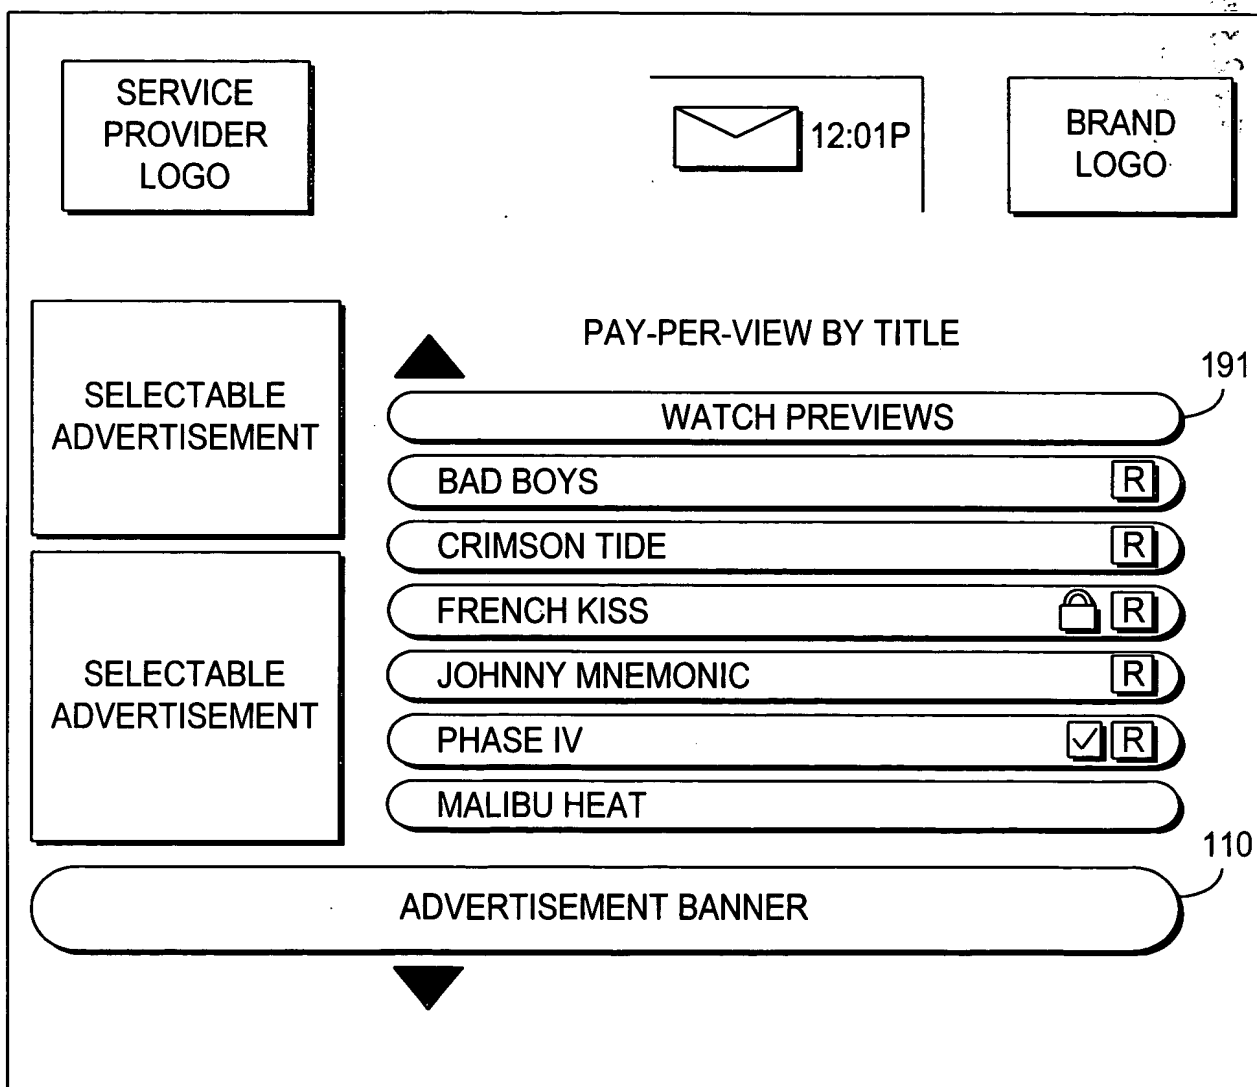 SERVICE
PROVIDER
LOGO
12:01P
BRAND
LOGO
SELECTABLE
ADVERTISEMENT
SELECTABLE
ADVERTISEMENT
PAY-PER-VIEW BY TITLE
191
WATCH PREVIEWS
BAD BOYS R
CRIMSON TIDE R
FRENCH KISS R
JOHNNY MNEMONIC R
PHASE IV R
MALIBU HEAT
110
ADVERTISEMENT BANNER